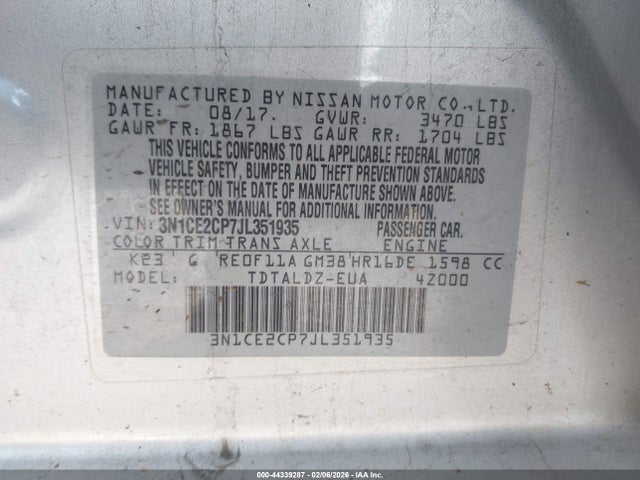 MANUFACTURED BY NISSAN MOTOR CO., LTD.
DATE: 08/17. GVWR: 3470 LBS
GAWR FR: 1867 LBS GAWR RR: 1704 LBS
THIS VEHICLE CONFORMS TO ALL APPLICABLE FEDERAL MOTOR
VEHICLE SAFETY, BUMPER AND THEFT PREVENTION STANDARDS
IN EFFECT ON THE DATE OF MANUFACTURE SHOWN ABOVE.
SEE OWNER'S MANUAL FOR ADDITIONAL INFORMATION.
VIN: 3N1CE2CP7JL351935 PASSENGER CAR.
COLOR TRIM TRANS AXLE ENGINE
K23 G RE0F11A GM38 HR16DE 1598 CC
MODEL: TDTALDZ-EUA 4Z000
3N1CE2CP7JL351935
000-44339287 - 02/06/2026 - IAA Inc.